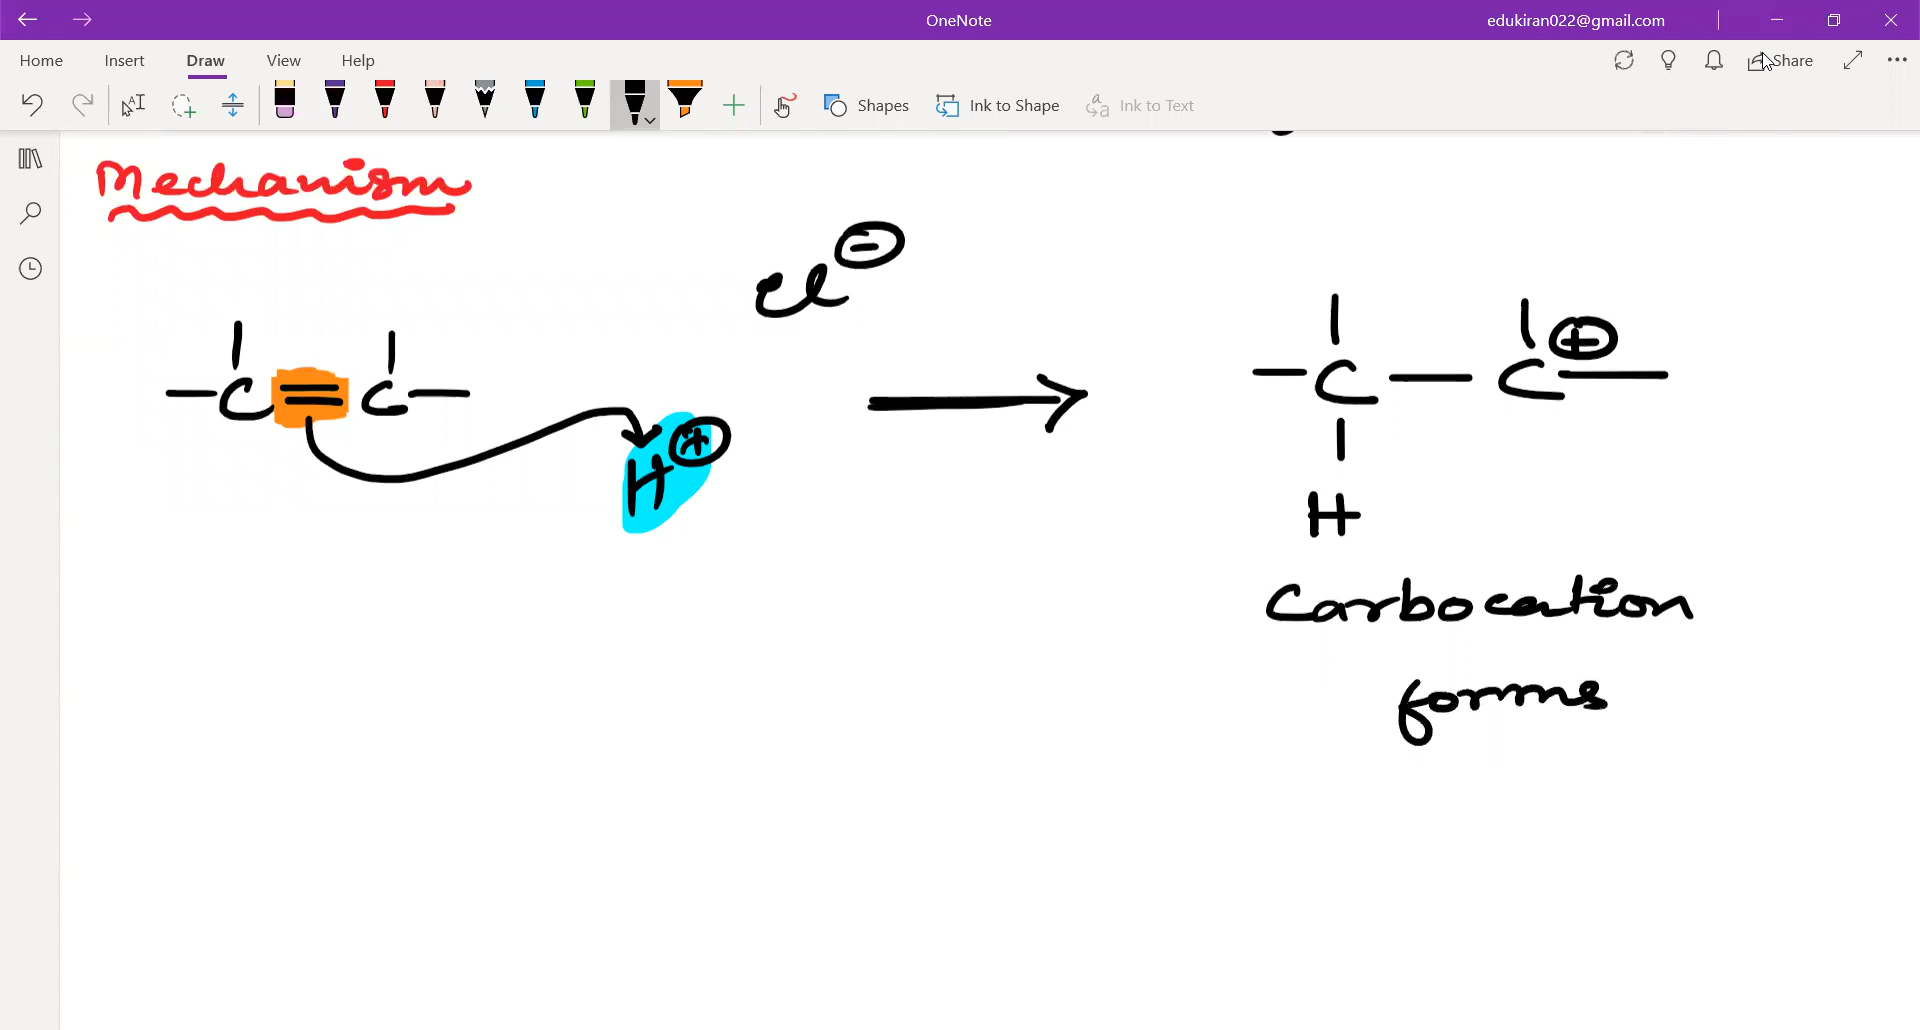 OneNote
edukiran022@gmail.com
Home Insert Draw View Help
Share
Shapes Ink to Shape Ink to Text
Mechanism
Cl ⊖
– C = C –
H ⊕
– C – C ⊕ –
H
Carbocation
forms